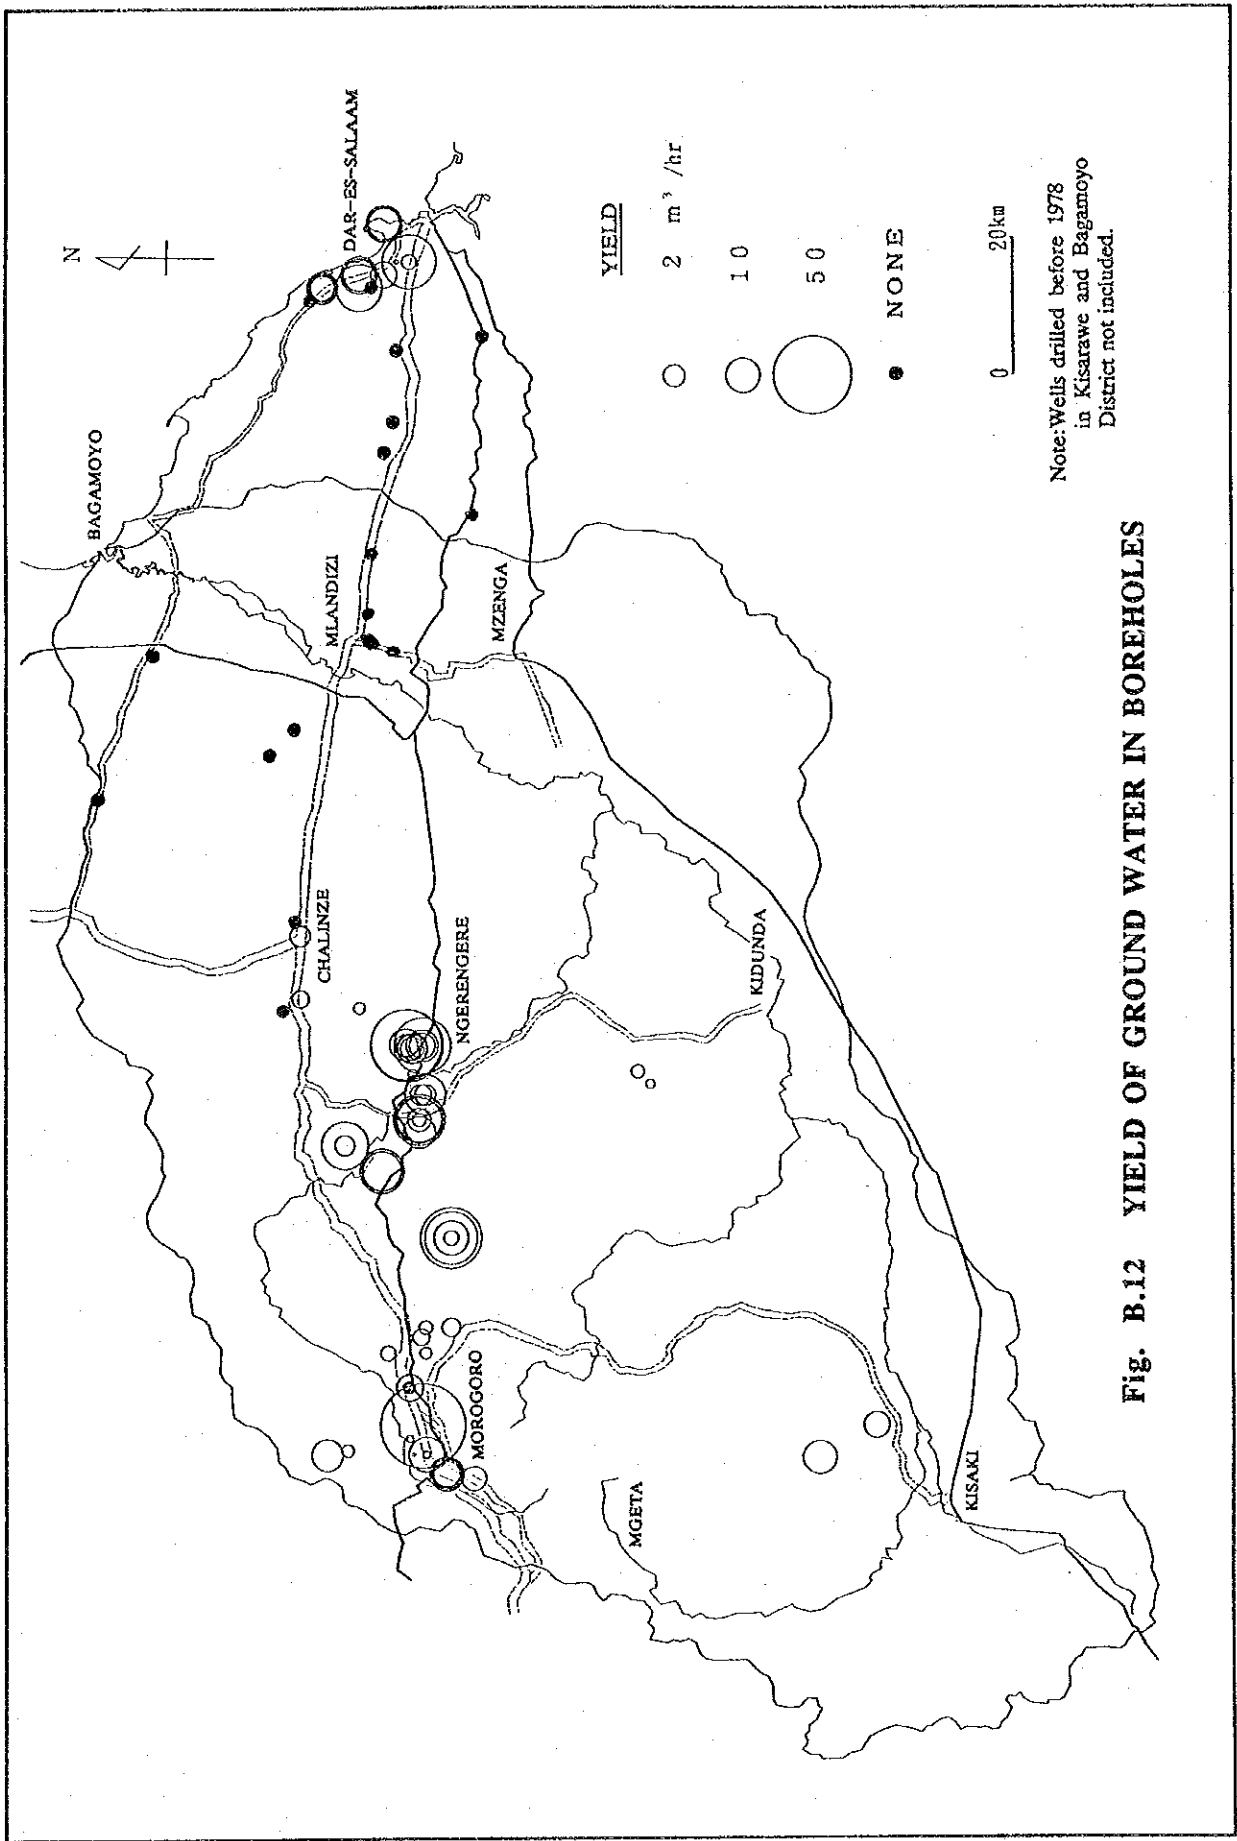 N
BAGAMOYO
DAR-ES-SALAAM
MLANDIZI
MZENGA
CHALINZE
NGERENGERE
KIDUNDA
MOROGORO
MGETA
KISAKI
YIELD
2 m³/hr
10
50
NONE
0 20km
Note:Wells drilled before 1978
in Kisarawe and Bagamoyo
District not included.
Fig. B.12 YIELD OF GROUND WATER IN BOREHOLES